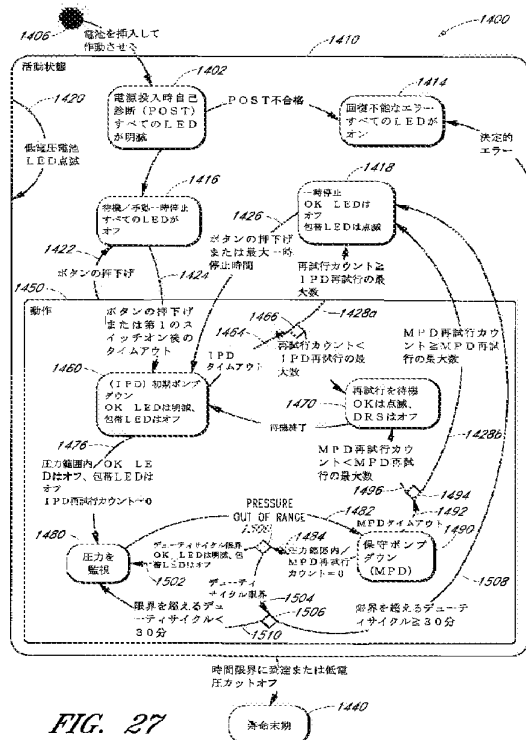 1400
1406
電池を挿入して
作動させる
1410
活動状態
1402
電源投入時自己
診断(POST)
すべてのLED
が明滅
POST不合格
1414
回復不能なエラー
すべてのLEDが
オン
1420
低電圧電池
LED点滅
決定的
エラー
1416
待機/手動一時停止
すべてのLEDが
オフ
1418
一時停止
OK LEDは
オフ
包帯LEDは点滅
1426
ボタンの押下げ
または最大一時
停止時間
1422
ボタンの押下げ
1424
再試行カウント≧
IPD再試行の最
大数
1428a
1450
動作
ボタンの押下げ
または第1のス
イッチオン後の
タイムアウト
1466
1464
IPD
タイムアウト
再試行カウント<
IPD再試行の最
大数
MPD再試行カウ
ント≧MPD再試
行の最大数
1460
(IPD)初期ポンプ
ダウン
OK LEDは明滅、
包帯LEDはオフ
1470
再試行を待機
OKは点滅、
DRSはオフ
待機終了
1428b
1476
圧力範囲内/OK LE
Dはオフ、包帯LEDは
オフ
IPD再試行カウント=0
MPD再試行カウ
ント<MPD再試
行の最大数
1496
1494
1492
PRESSURE
OUT OF RANGE
1482
MPDタイムアウト
1490
1480
圧力を
監視
デューティサイクル限界
OK LEDは明滅、包
帯LEDはオフ
1484
圧力範囲内/
MPD再試行
カウント=0
保守ポンプ
ダウン
(MPD)
1502
デューティ
サイクル限界
1504
1506
1508
限界を超えるデュー
ティサイクル<
30分
1510
限界を超えるデュー
ティサイクル≧30分
時間限界に到達または低電
圧カットオフ
1440
寿命末期
FIG. 27